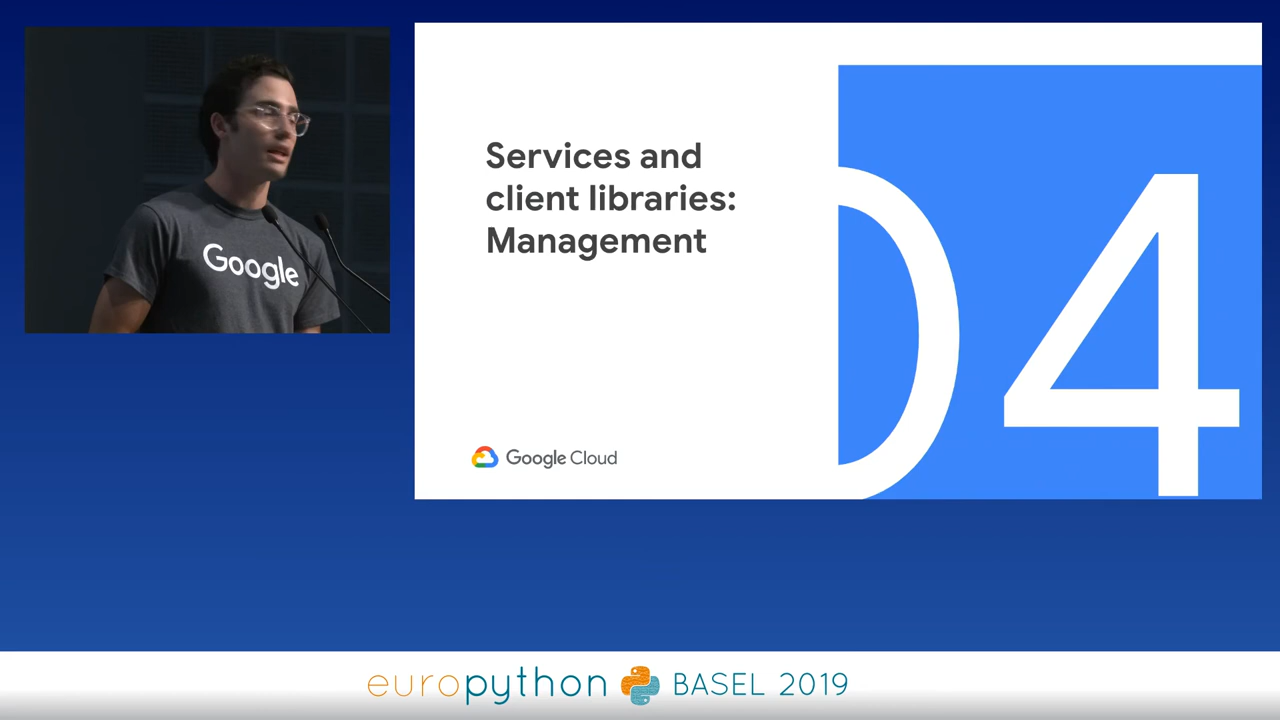 Google
Services and
client libraries:
Management
04
Google Cloud
europython BASEL 2019